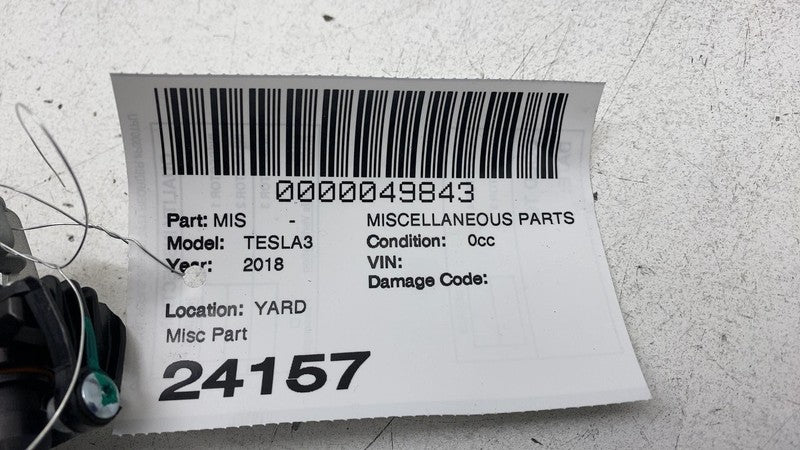 0000049843
Part: MIS - MISCELLANEOUS PARTS
Model: TESLA3 Condition: 0cc
Year: 2018 VIN:
Damage Code:
Location: YARD
Misc Part
24157